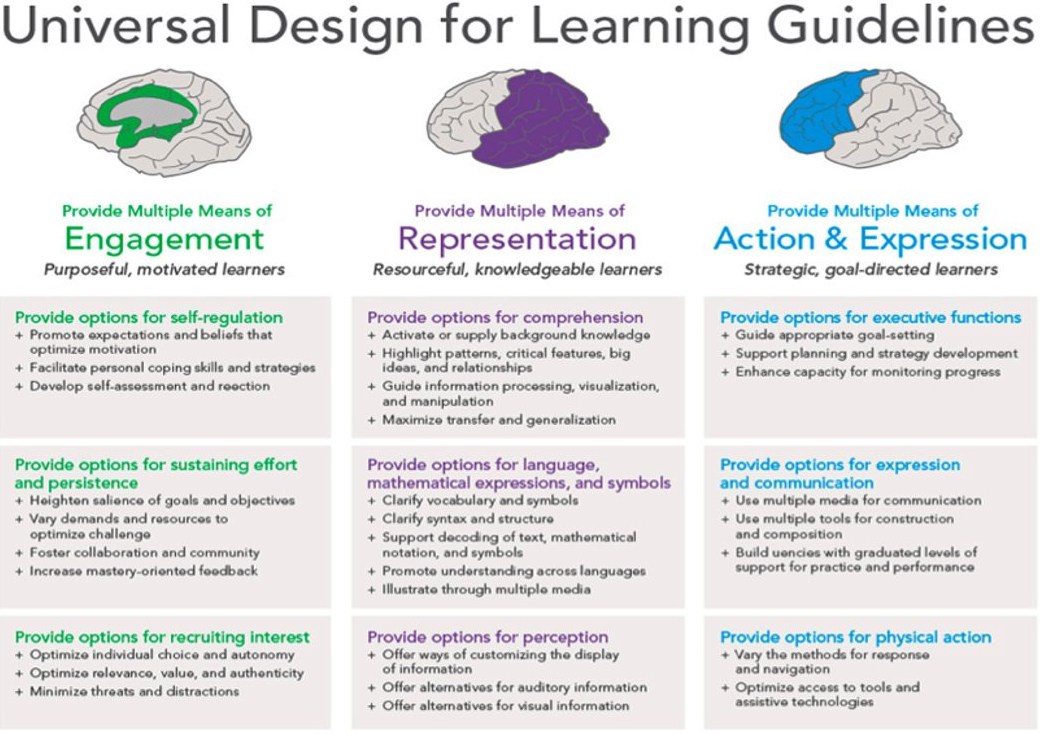 Universal Design for Learning Guidelines
Provide Multiple Means of
Engagement
Purposeful, motivated learners
Provide options for self-regulation
+ Promote expectations and beliefs that
optimize motivation
+ Facilitate personal coping skills and strategies
+ Develop self-assessment and reection
Provide options for sustaining effort
and persistence
+ Heighten salience of goals and objectives
+ Vary demands and resources to
optimize challenge
+ Foster collaboration and community
+ Increase mastery-oriented feedback
Provide options for recruiting interest
+ Optimize individual choice and autonomy
+ Optimize relevance, value, and authenticity
+ Minimize threats and distractions
Provide Multiple Means of
Representation
Resourceful, knowledgeable learners
Provide options for comprehension
+ Activate or supply background knowledge
+ Highlight patterns, critical features, big
ideas, and relationships
+ Guide information processing, visualization,
and manipulation
+ Maximize transfer and generalization
Provide options for language,
mathematical expressions, and symbols
+ Clarify vocabulary and symbols
+ Clarify syntax and structure
+ Support decoding of text, mathematical
notation, and symbols
+ Promote understanding across languages
+ Illustrate through multiple media
Provide options for perception
+ Offer ways of customizing the display
of information
+ Offer alternatives for auditory information
+ Offer alternatives for visual information
Provide Multiple Means of
Action & Expression
Strategic, goal-directed learners
Provide options for executive functions
+ Guide appropriate goal-setting
+ Support planning and strategy development
+ Enhance capacity for monitoring progress
Provide options for expression
and communication
+ Use multiple media for communication
+ Use multiple tools for construction
and composition
+ Build uencies with graduated levels of
support for practice and performance
Provide options for physical action
+ Vary the methods for response
and navigation
+ Optimize access to tools and
assistive technologies